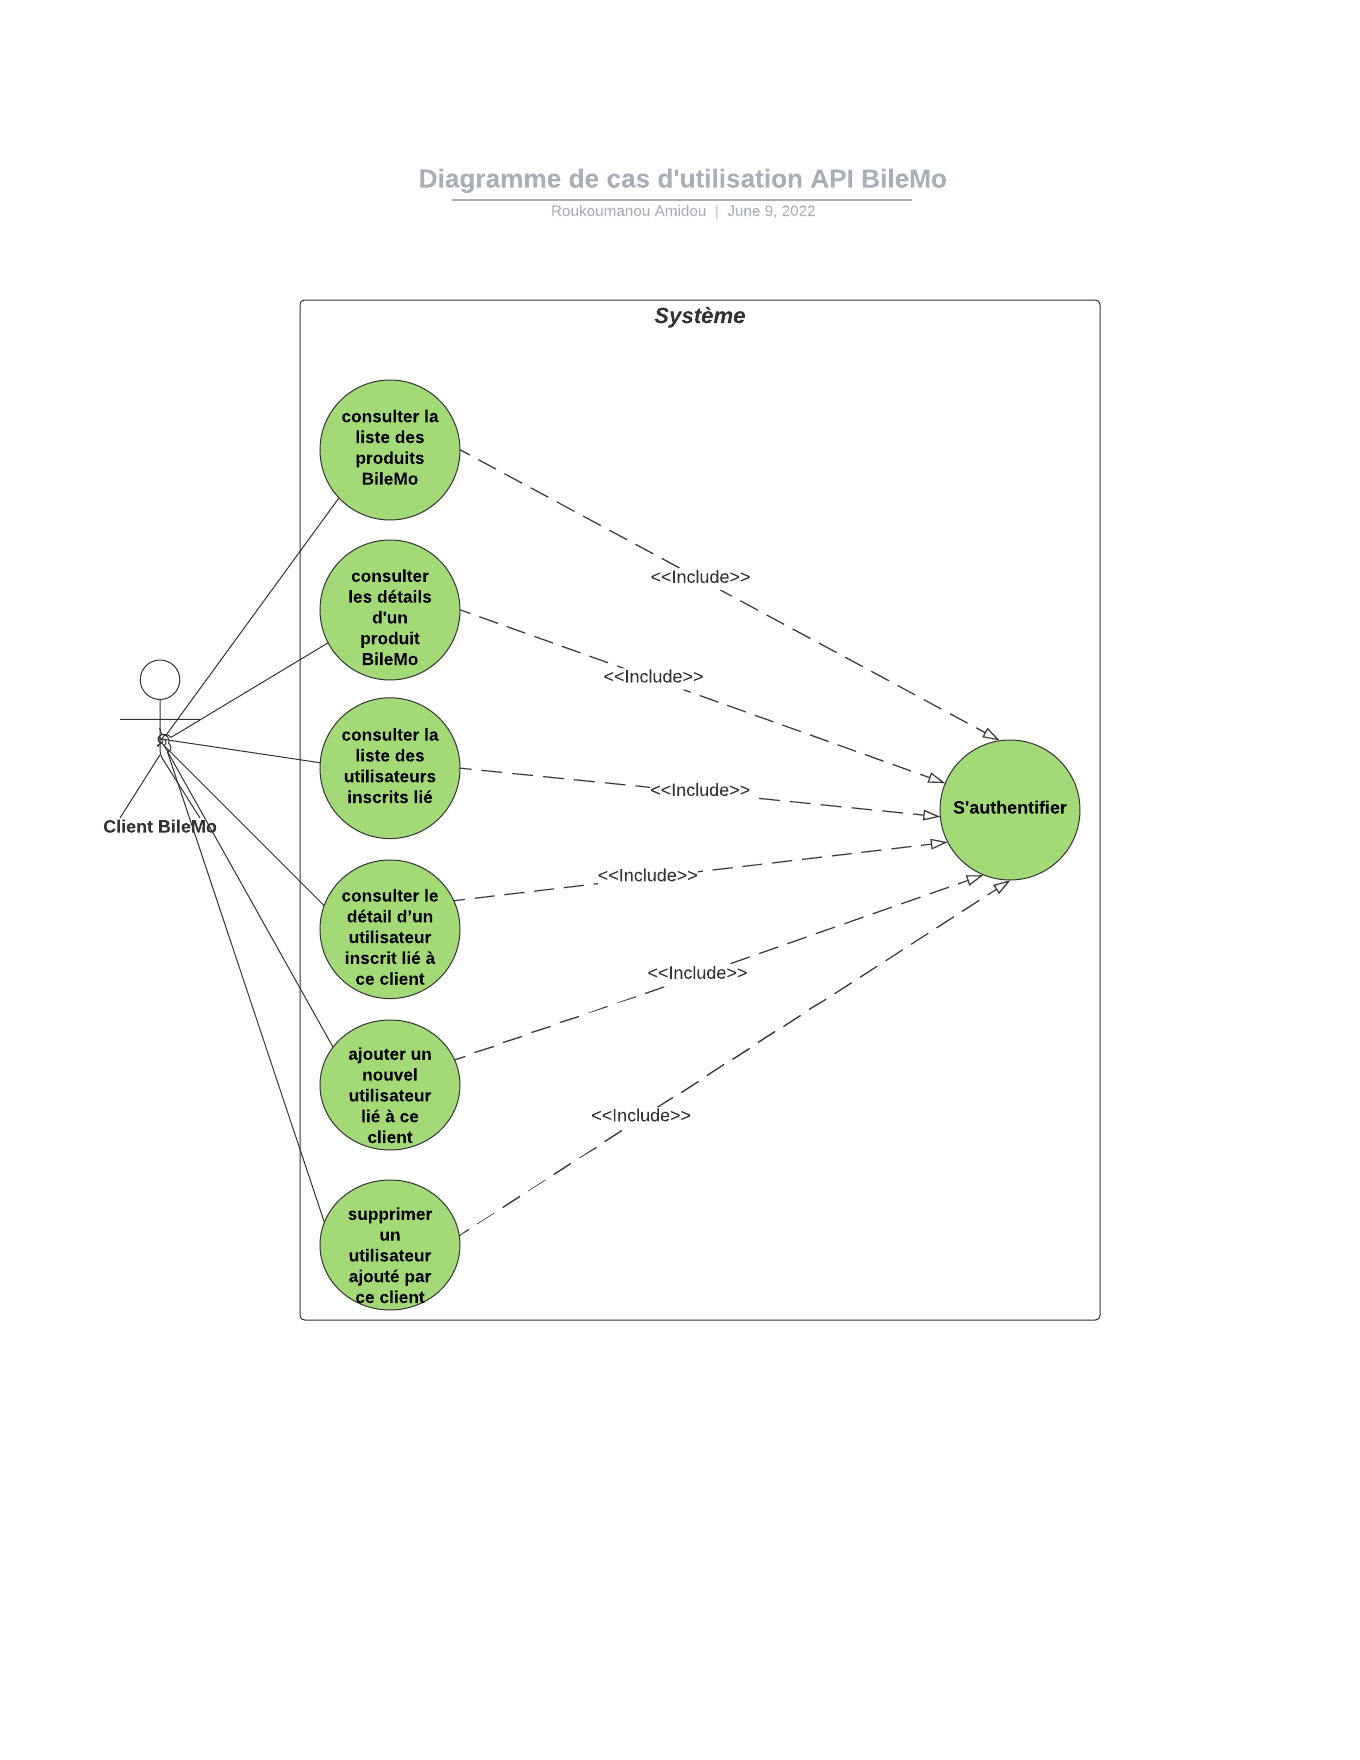 Diagramme de cas d'utilisation API BileMo
Roukoumanou Amidou | June 9, 2022
Système
consulter la
liste des
produits
BileMo
<<Include>>
consulter
les détails
d'un
produit
BileMo
<<Include>>
consulter la
liste des
utilisateurs
inscrits lié
<<Include>>
S'authentifier
Client BileMo
consulter le
détail d’un
utilisateur
inscrit lié à
ce client
<<Include>>
ajouter un
nouvel
utilisateur
lié à ce
client
<<Include>>
supprimer
un
utilisateur
ajouté par
ce client
<<Include>>